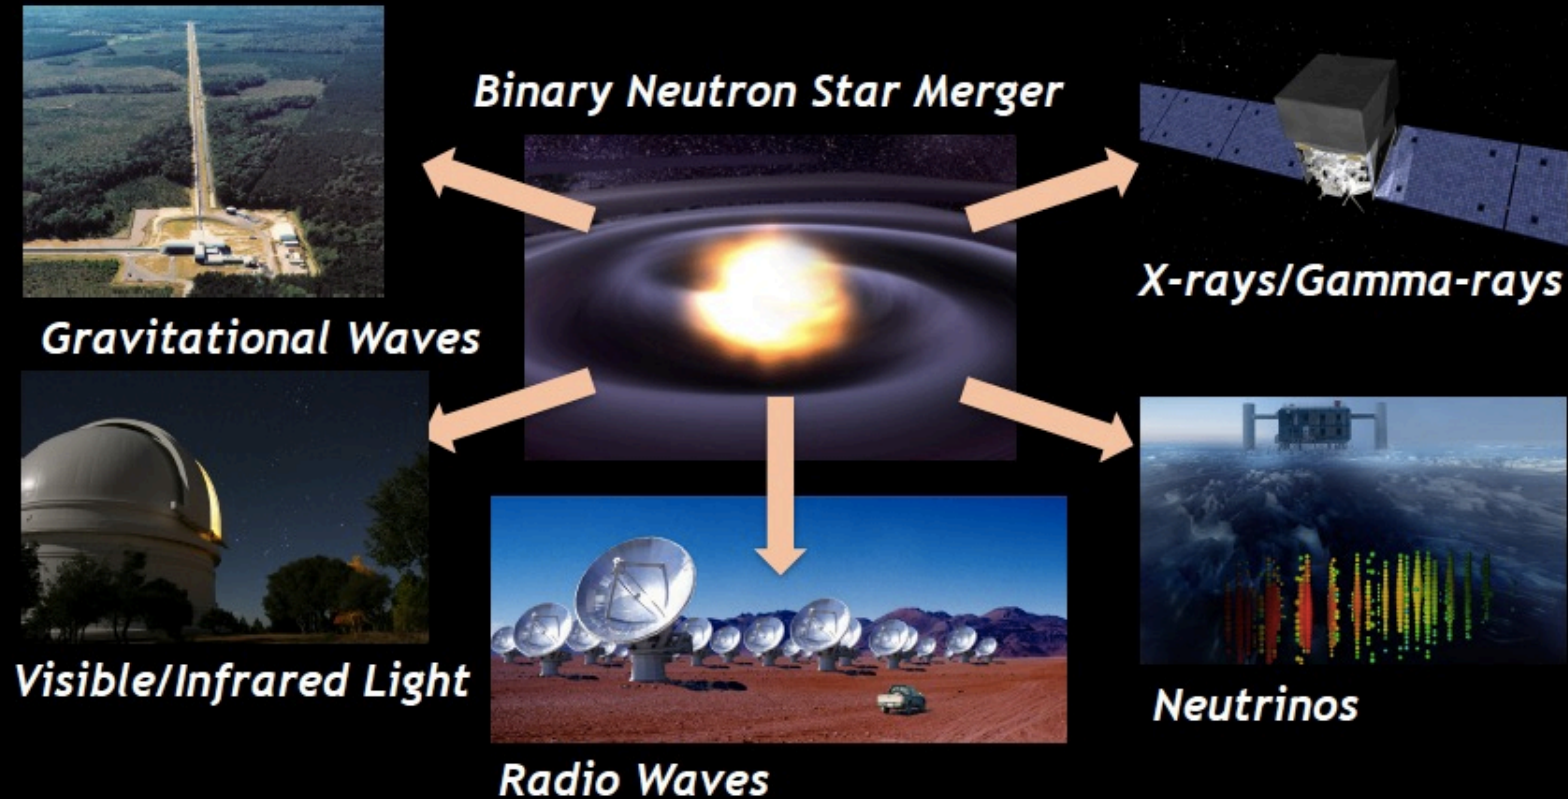 Binary Neutron Star Merger
Gravitational Waves
X-rays/Gamma-rays
Visible/Infrared Light
Radio Waves
Neutrinos